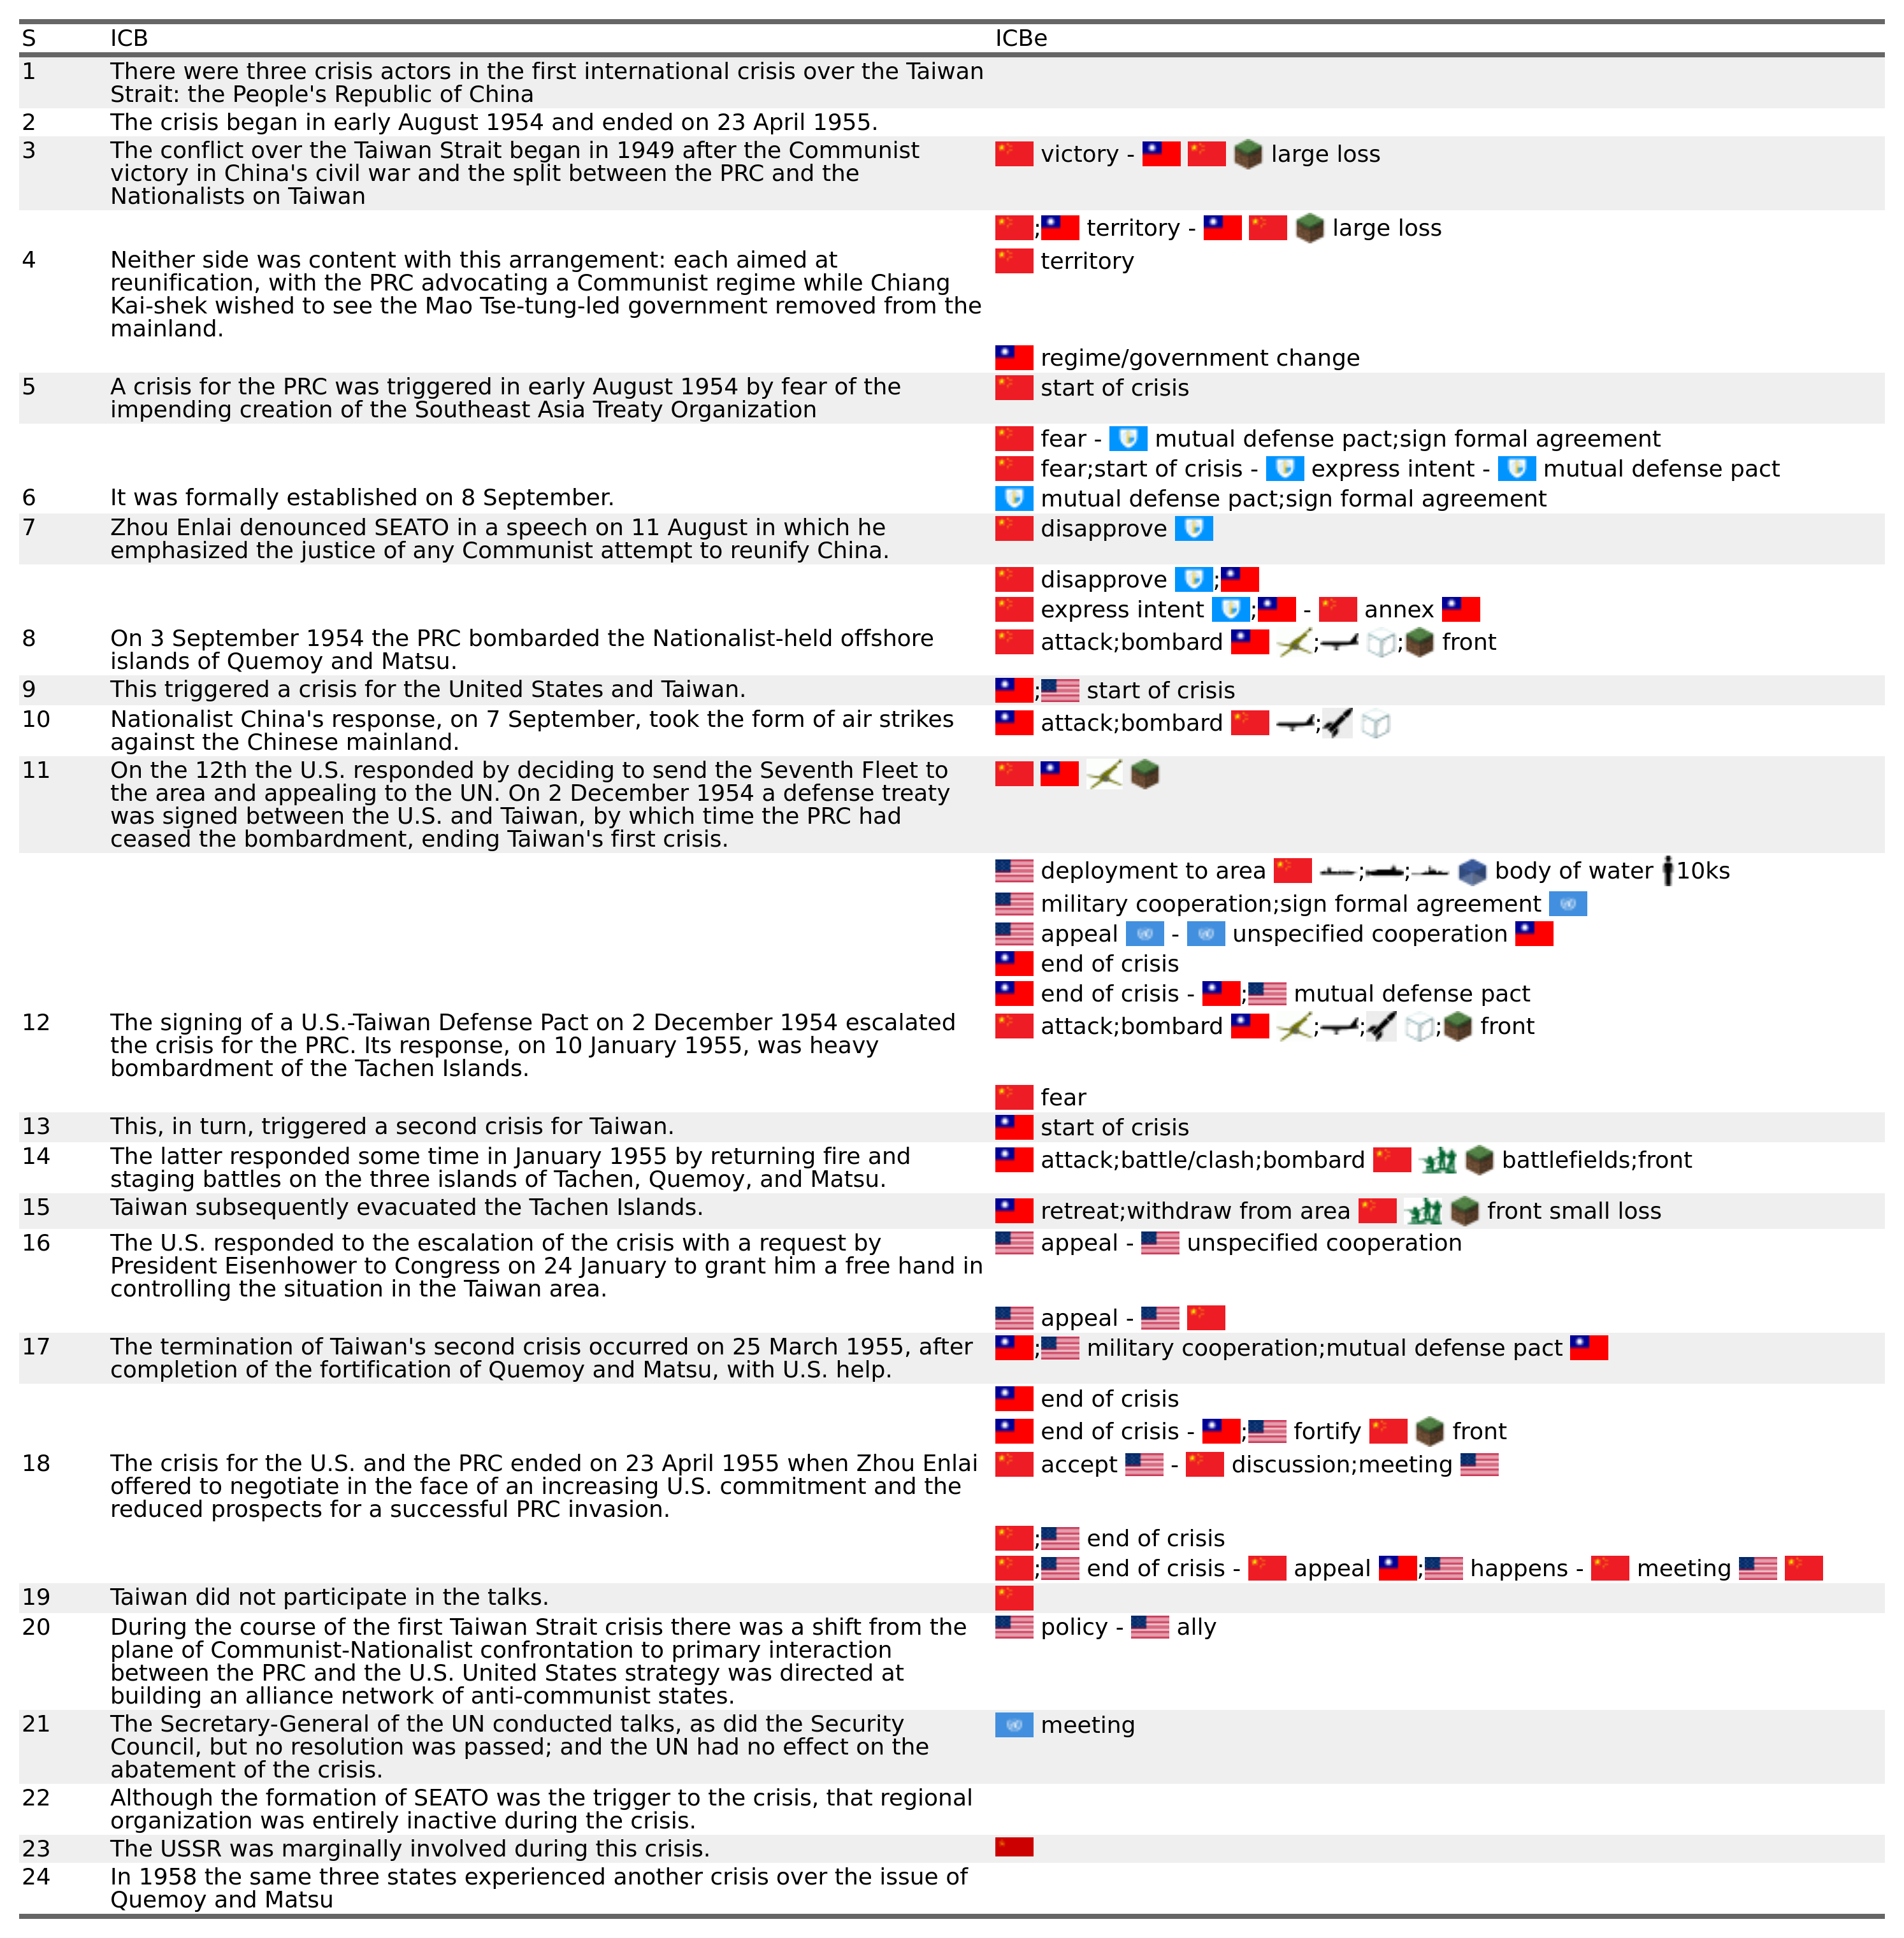 S ICB ICBe
1 There were three crisis actors in the first international crisis over the Taiwan
Strait: the People's Republic of China
2 The crisis began in early August 1954 and ended on 23 April 1955.
3 The conflict over the Taiwan Strait began in 1949 after the Communist victory - large loss
victory in China's civil war and the split between the PRC and the
Nationalists on Taiwan
; territory - large loss
4 Neither side was content with this arrangement: each aimed at territory
reunification, with the PRC advocating a Communist regime while Chiang
Kai-shek wished to see the Mao Tse-tung-led government removed from the
mainland.
regime/government change
5 A crisis for the PRC was triggered in early August 1954 by fear of the start of crisis
impending creation of the Southeast Asia Treaty Organization
fear - mutual defense pact;sign formal agreement
fear;start of crisis - express intent - mutual defense pact
6 It was formally established on 8 September. mutual defense pact;sign formal agreement
7 Zhou Enlai denounced SEATO in a speech on 11 August in which he disapprove
emphasized the justice of any Communist attempt to reunify China.
disapprove ;
express intent ; - annex
8 On 3 September 1954 the PRC bombarded the Nationalist-held offshore attack;bombard ; ; front
islands of Quemoy and Matsu.
9 This triggered a crisis for the United States and Taiwan. ; start of crisis
10 Nationalist China's response, on 7 September, took the form of air strikes attack;bombard ;
against the Chinese mainland.
11 On the 12th the U.S. responded by deciding to send the Seventh Fleet to
the area and appealing to the UN. On 2 December 1954 a defense treaty
was signed between the U.S. and Taiwan, by which time the PRC had
ceased the bombardment, ending Taiwan's first crisis.
deployment to area ; ; body of water 10ks
military cooperation;sign formal agreement
appeal - unspecified cooperation
end of crisis
end of crisis - ; mutual defense pact
12 The signing of a U.S.-Taiwan Defense Pact on 2 December 1954 escalated attack;bombard ; ; ; front
the crisis for the PRC. Its response, on 10 January 1955, was heavy
bombardment of the Tachen Islands.
fear
13 This, in turn, triggered a second crisis for Taiwan. start of crisis
14 The latter responded some time in January 1955 by returning fire and attack;battle/clash;bombard battlefields;front
staging battles on the three islands of Tachen, Quemoy, and Matsu.
15 Taiwan subsequently evacuated the Tachen Islands. retreat;withdraw from area front small loss
16 The U.S. responded to the escalation of the crisis with a request by appeal - unspecified cooperation
President Eisenhower to Congress on 24 January to grant him a free hand in
controlling the situation in the Taiwan area.
appeal -
17 The termination of Taiwan's second crisis occurred on 25 March 1955, after ; military cooperation;mutual defense pact
completion of the fortification of Quemoy and Matsu, with U.S. help.
end of crisis
end of crisis - ; fortify front
18 The crisis for the U.S. and the PRC ended on 23 April 1955 when Zhou Enlai accept - discussion;meeting
offered to negotiate in the face of an increasing U.S. commitment and the
reduced prospects for a successful PRC invasion.
; end of crisis
; end of crisis - appeal ; happens - meeting
19 Taiwan did not participate in the talks.
20 During the course of the first Taiwan Strait crisis there was a shift from the policy - ally
plane of Communist-Nationalist confrontation to primary interaction
between the PRC and the U.S. United States strategy was directed at
building an alliance network of anti-communist states.
21 The Secretary-General of the UN conducted talks, as did the Security meeting
Council, but no resolution was passed; and the UN had no effect on the
abatement of the crisis.
22 Although the formation of SEATO was the trigger to the crisis, that regional
organization was entirely inactive during the crisis.
23 The USSR was marginally involved during this crisis.
24 In 1958 the same three states experienced another crisis over the issue of
Quemoy and Matsu